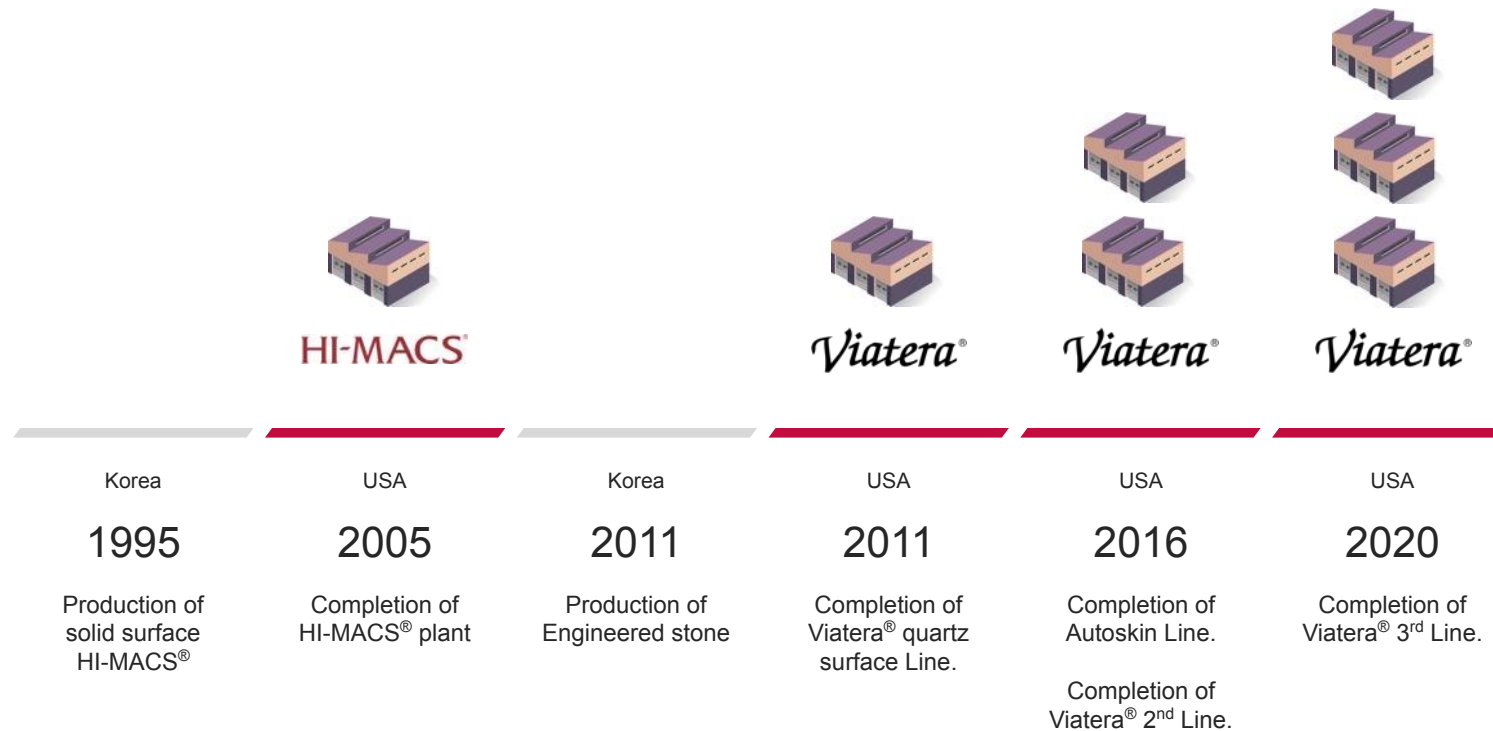 HI-MACS®
Viatera®
Viatera®
Viatera®
Korea
1995
Production of
solid surface
HI-MACS®
USA
2005
Completion of
HI-MACS® plant
Korea
2011
Production of
Engineered stone
USA
2011
Completion of
Viatera® quartz
surface Line.
USA
2016
Completion of
Autoskin Line.
Completion of
Viatera® 2nd Line.
USA
2020
Completion of
Viatera® 3rd Line.